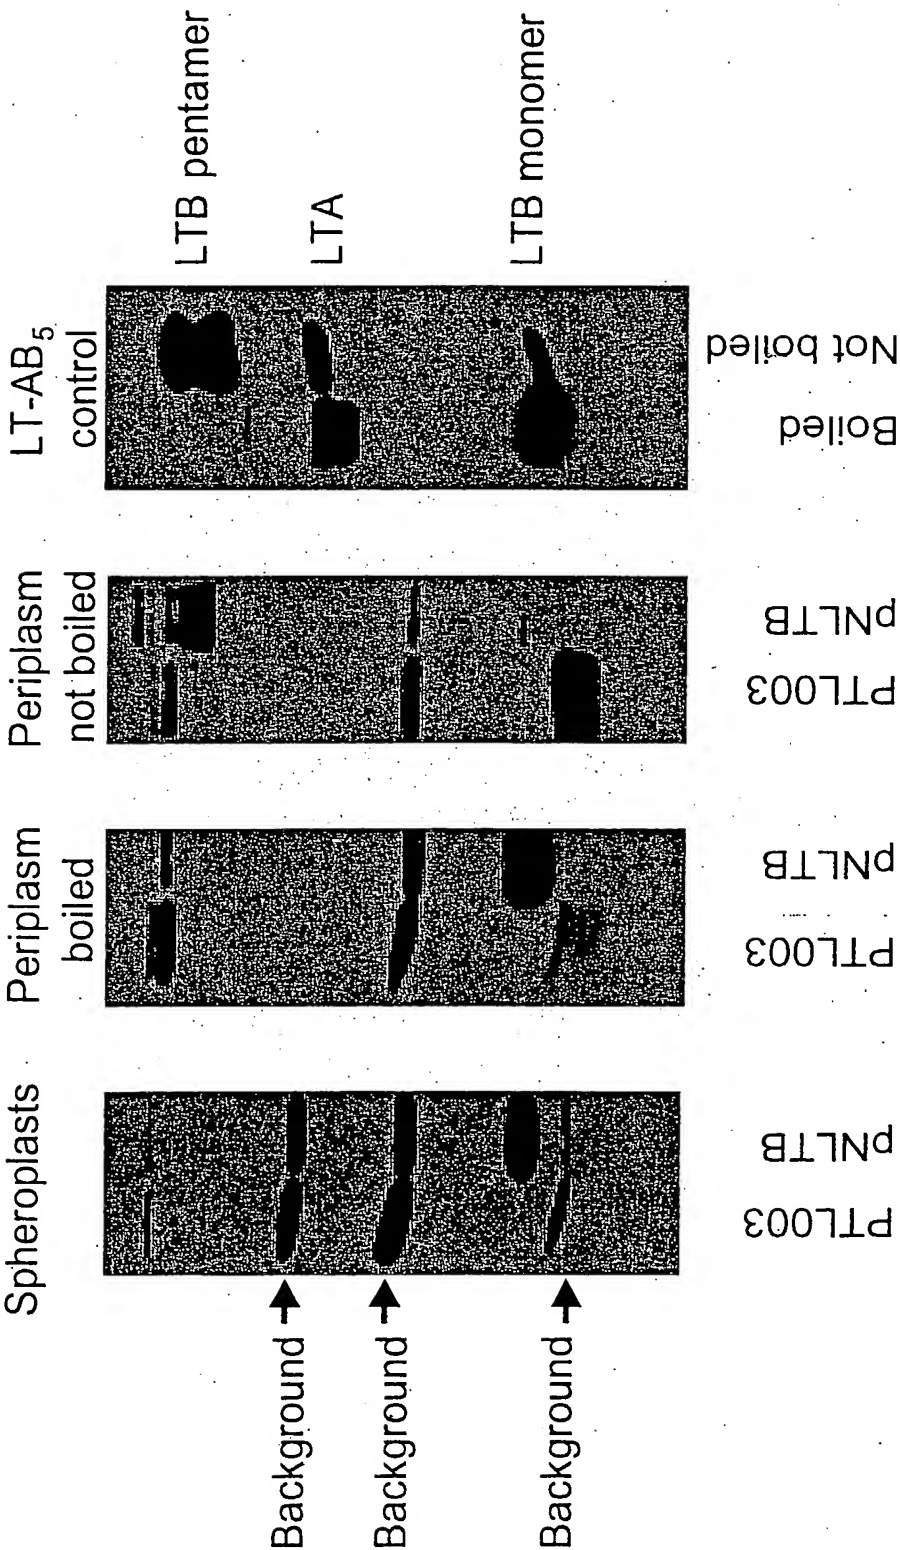 Spheroplasts
Periplasm
boiled
Periplasm
not boiled
LT-AB5
control
Background
Background
Background
LTB pentamer
LTA
LTB monomer
PTL003
pNLTB
PTL003
pNLTB
PTL003
pNLTB
Boiled
Not boiled